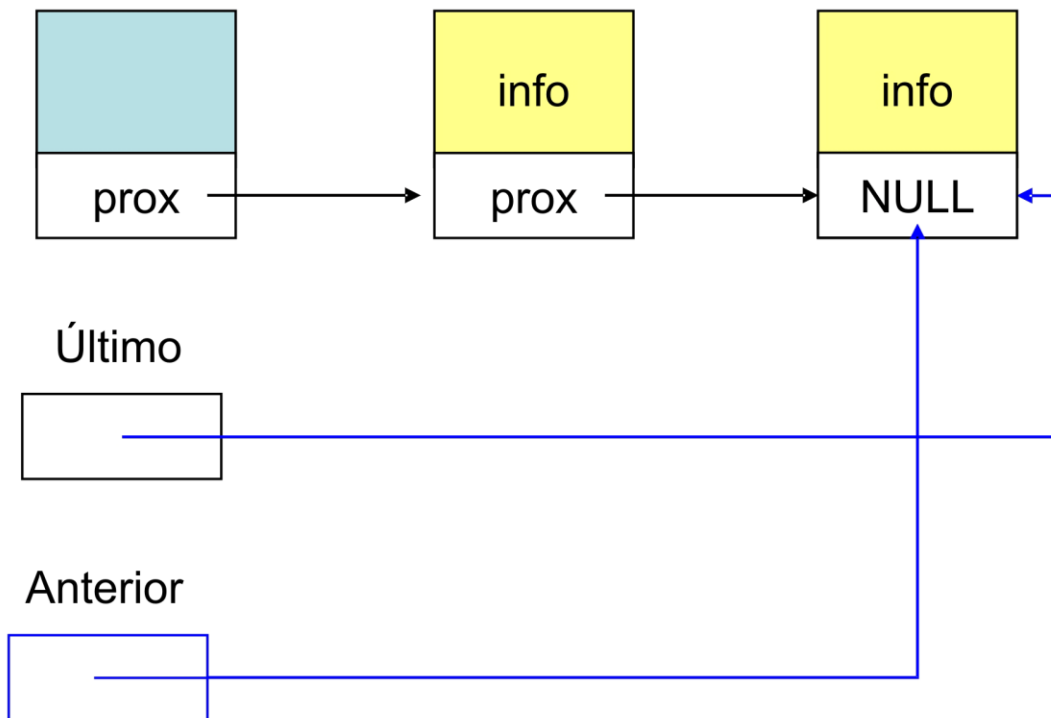 info
info
prox
prox
NULL
Último
Anterior